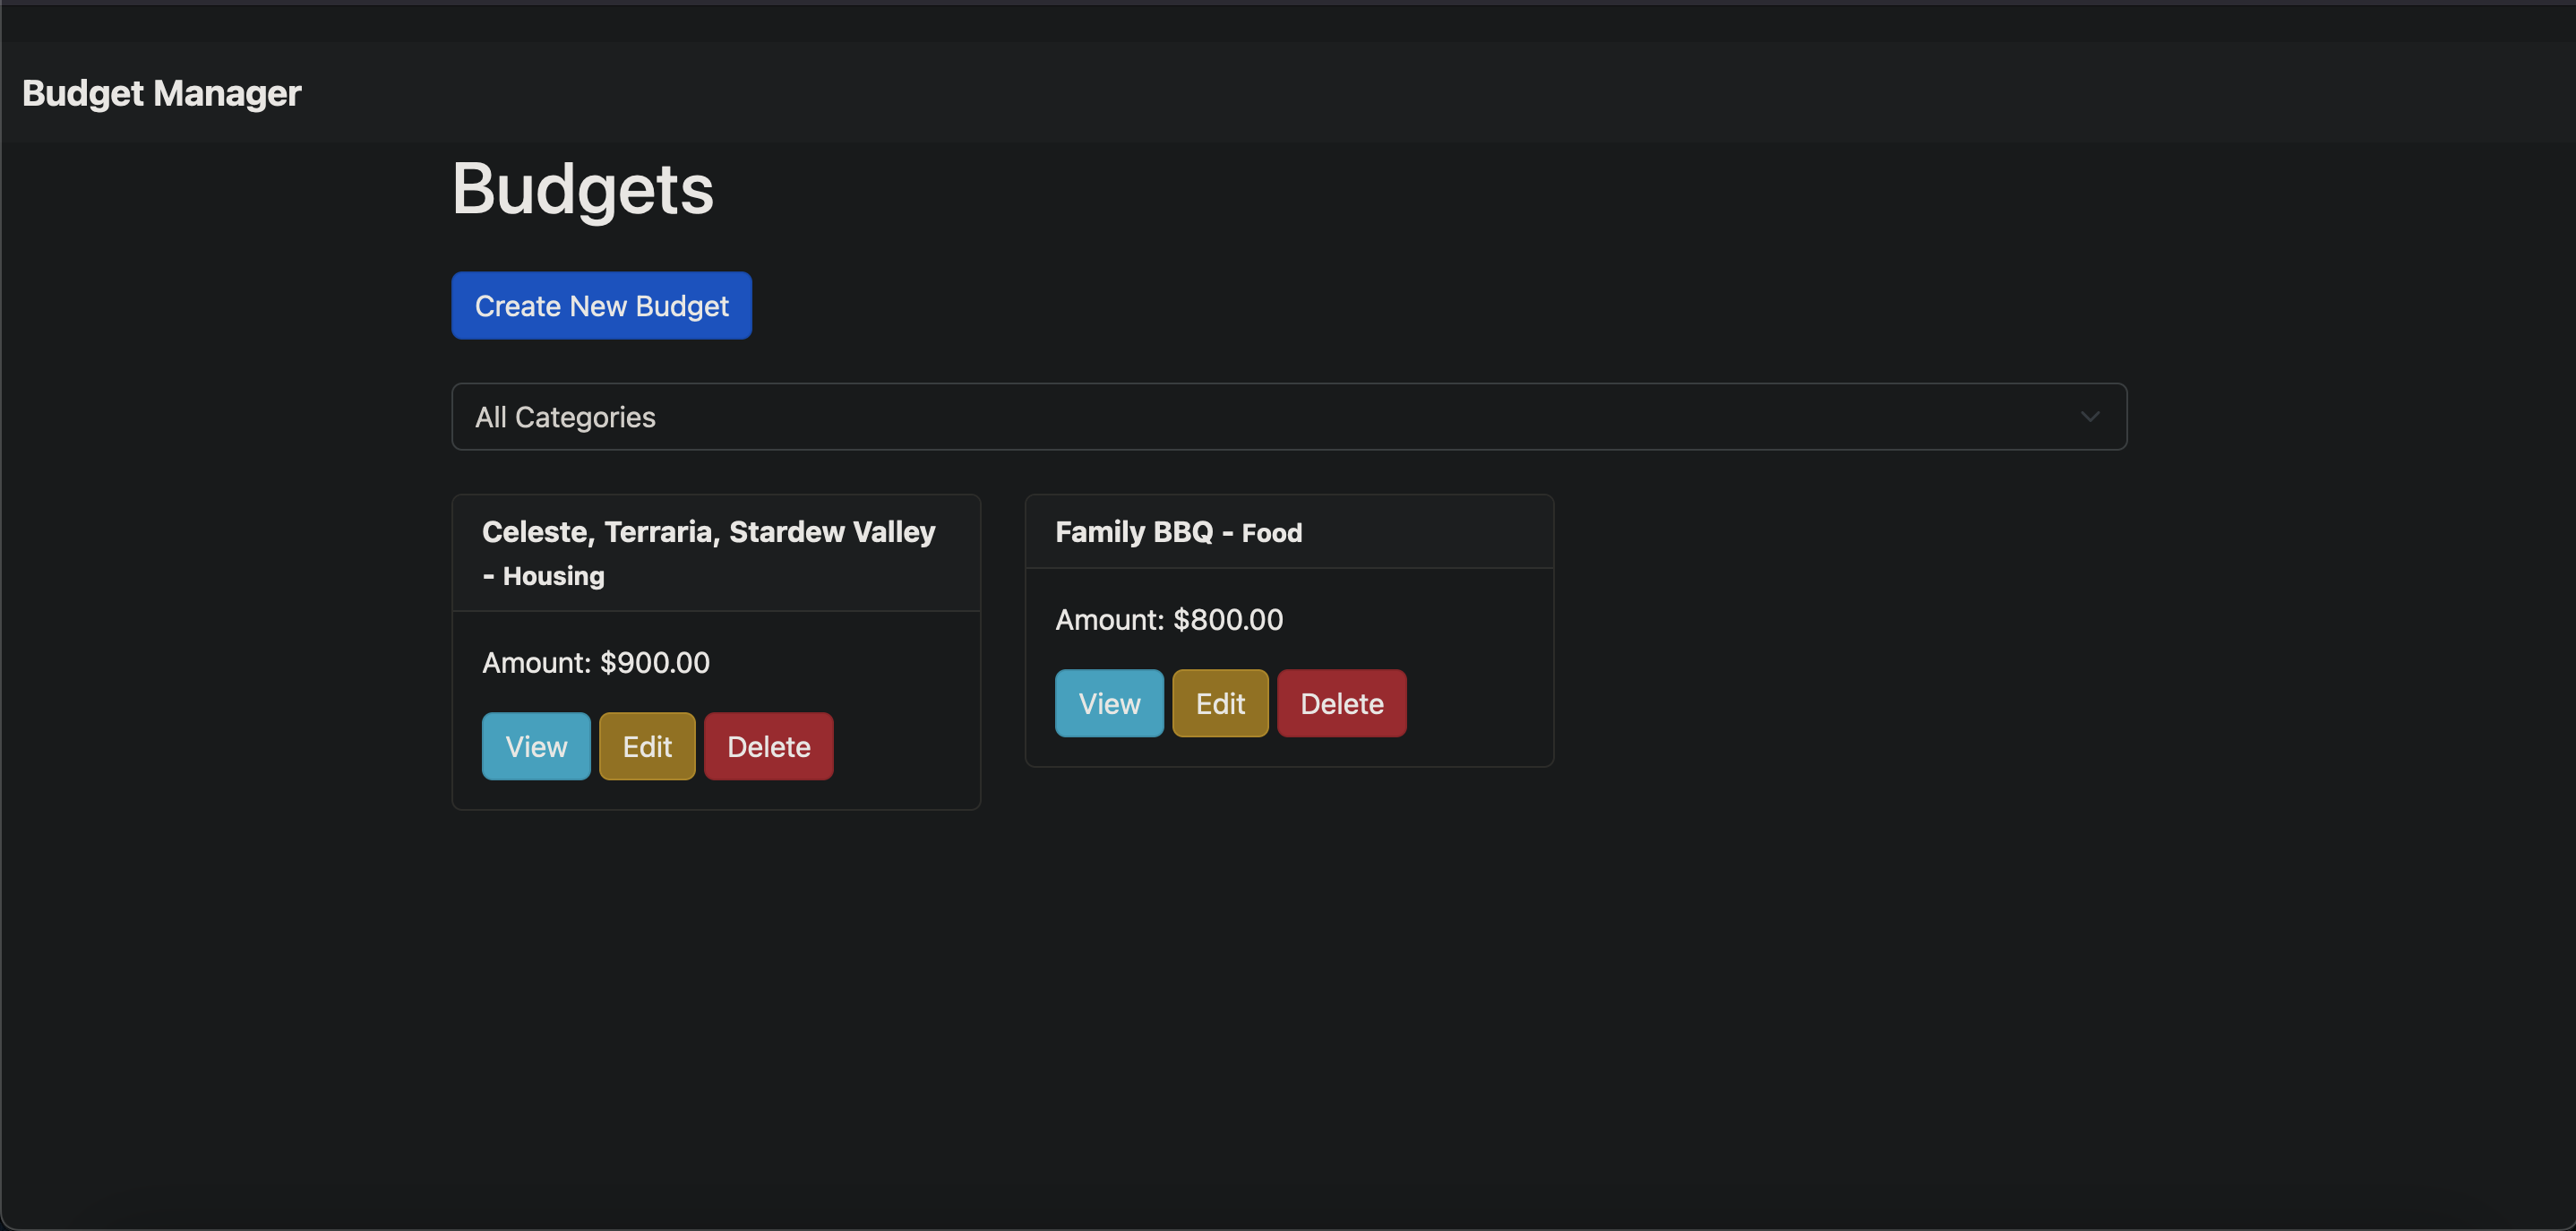 Budget Manager
Budgets
Create New Budget
All Categories
Celeste, Terraria, Stardew Valley
- Housing
Amount: $900.00
View Edit Delete
Family BBQ - Food
Amount: $800.00
View Edit Delete